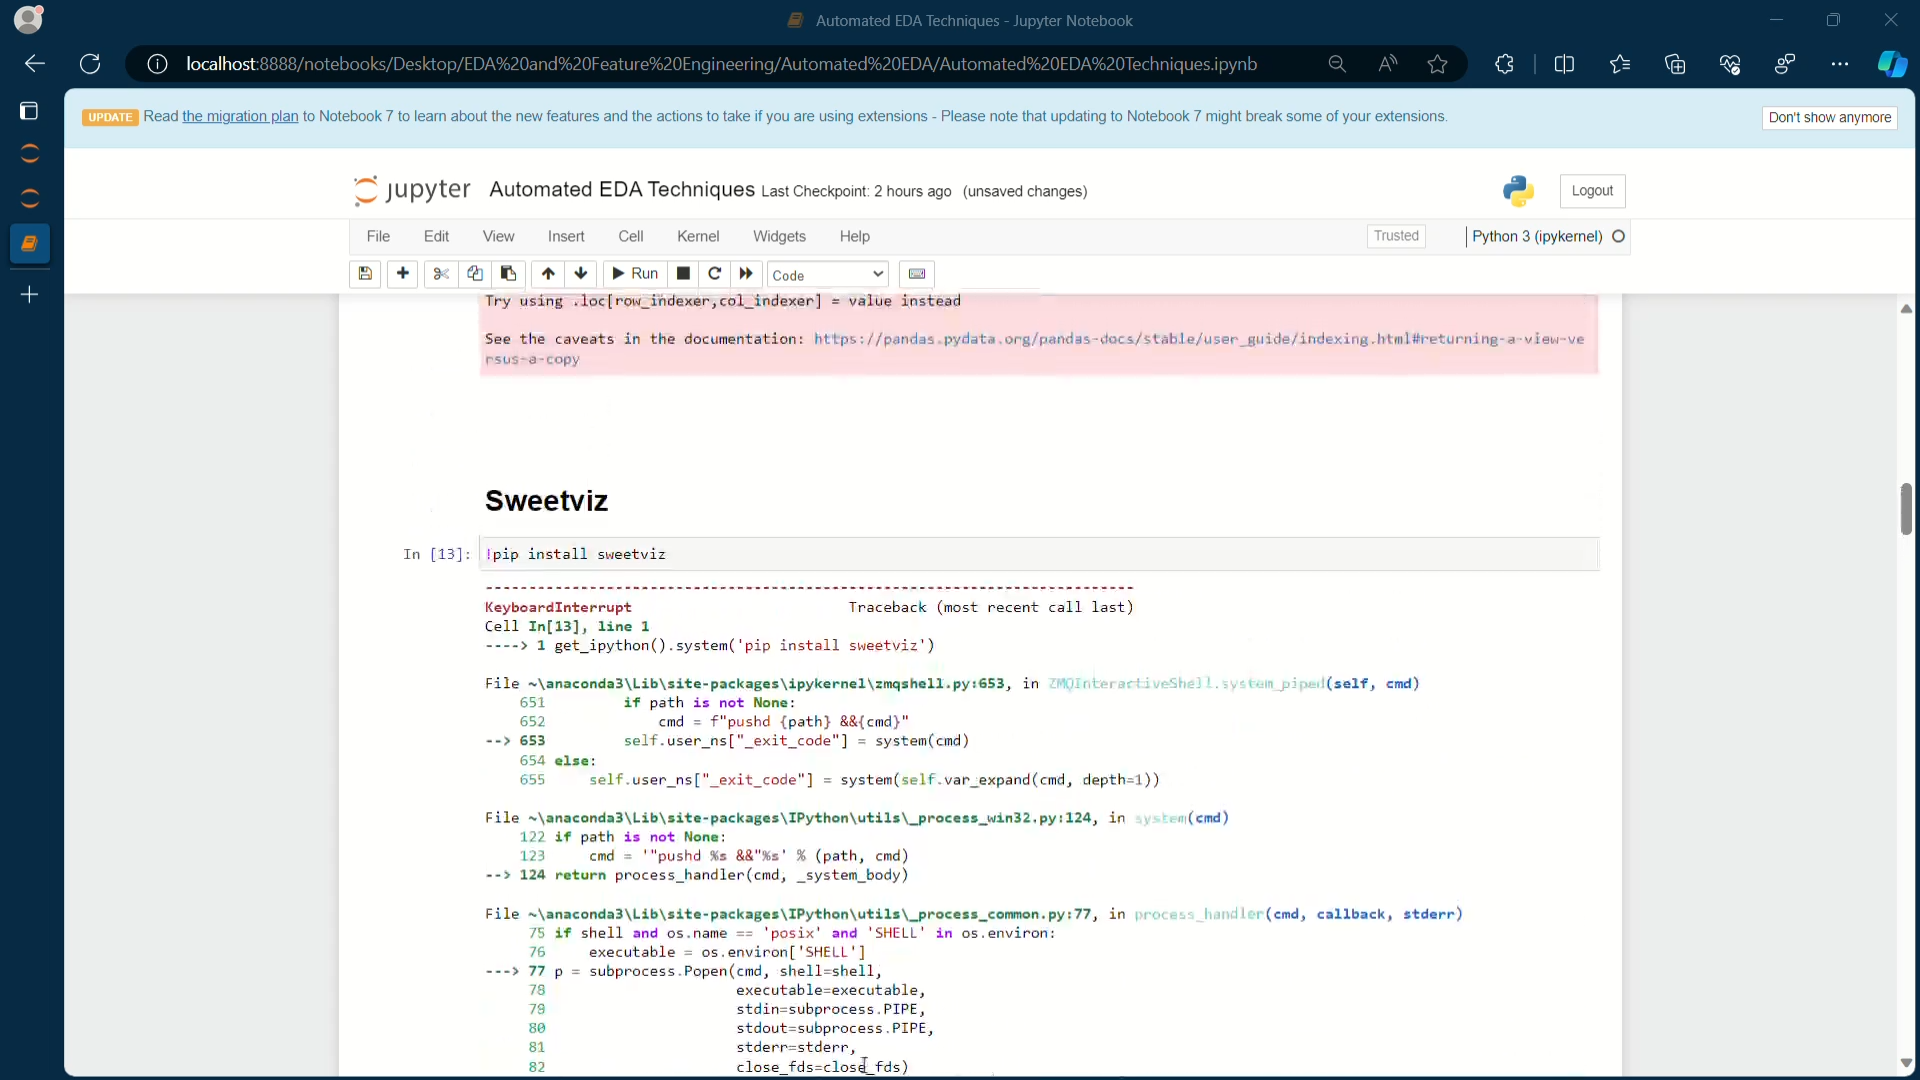 Automated EDA Techniques - Jupyter Notebook
localhost:8888/notebooks/Desktop/EDA%20and%20Feature%20Engineering/Automated%20EDA/Automated%20EDA%20Techniques.ipynb
UPDATE Read the migration plan to Notebook 7 to learn about the new features and the actions to take if you are using extensions - Please note that updating to Notebook 7 might break some of your extensions.
Don't show anymore
jupyter Automated EDA Techniques Last Checkpoint: 2 hours ago (unsaved changes)
Logout
File Edit View Insert Cell Kernel Widgets Help
Trusted Python 3 (ipykernel)
Run Code
Try using .loc[row_indexer,col_indexer] = value instead
See the caveats in the documentation: https://pandas.pydata.org/pandas-docs/stable/user_guide/indexing.html#returning-a-view-ve
rsus-a-copy
Sweetviz
In [13]: !pip install sweetviz
---------------------------------------------------------------------------
KeyboardInterrupt Traceback (most recent call last)
Cell In[13], line 1
----> 1 get_ipython().system('pip install sweetviz')
File ~\anaconda3\Lib\site-packages\ipykernel\zmqshell.py:653, in ZMQInteractiveShell.system_piped(self, cmd)
651 if path is not None:
652 cmd = f"pushd {path} &&{cmd}"
--> 653 self.user_ns["_exit_code"] = system(cmd)
654 else:
655 self.user_ns["_exit_code"] = system(self.var_expand(cmd, depth=1))
File ~\anaconda3\Lib\site-packages\IPython\utils\_process_win32.py:124, in system(cmd)
122 if path is not None:
123 cmd = '"pushd %s &&"%s' % (path, cmd)
--> 124 return process_handler(cmd, _system_body)
File ~\anaconda3\Lib\site-packages\IPython\utils\_process_common.py:77, in process_handler(cmd, callback, stderr)
75 if shell and os.name == 'posix' and 'SHELL' in os.environ:
76 executable = os.environ['SHELL']
---> 77 p = subprocess.Popen(cmd, shell=shell,
78 executable=executable,
79 stdin=subprocess.PIPE,
80 stdout=subprocess.PIPE,
81 stderr=stderr,
82 close_fds=close_fds)